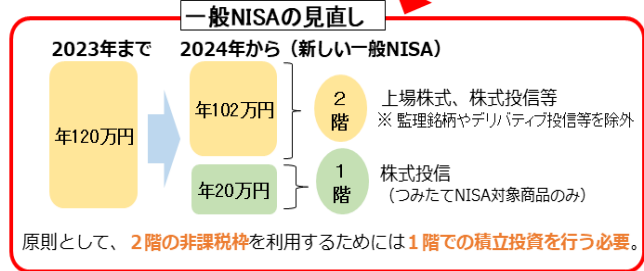 一般NISAの見直し
2023年まで
2024年から（新しい一般NISA）
年120万円
年102万円
2
階
上場株式、株式投信等
※ 監理銘柄やデリバティブ投信等を除外
年20万円
1
階
株式投信
（つみたてNISA対象商品のみ）
原則として、２階の非課税枠を利用するためには１階での積立投資を行う必要。